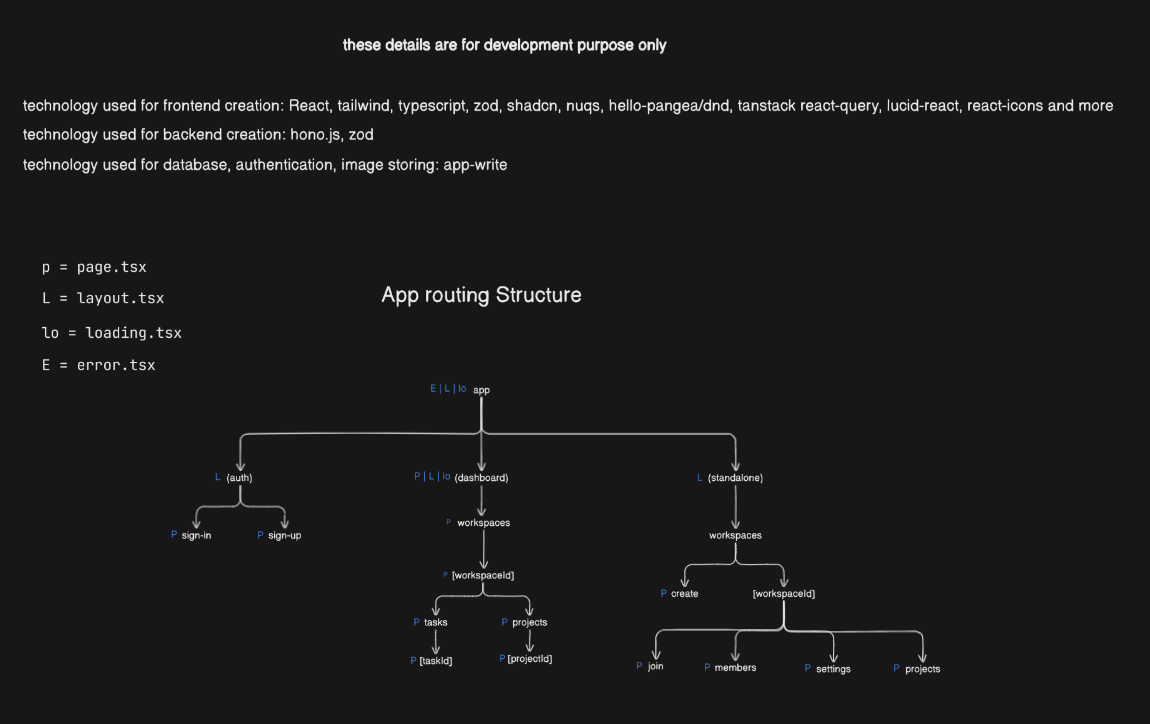 these details are for development purpose only
technology used for frontend creation: React, tailwind, typescript, zod, shadcn, nuqs, hello-pangea/dnd, tanstack react-query, lucid-react, react-icons and more
technology used for backend creation: hono.js, zod
technology used for database, authentication, image storing: app-write
p = page.tsx
L = layout.tsx
lo = loading.tsx
E = error.tsx
App routing Structure
E | L | lo app
L (auth)
P | L | lo (dashboard)
L (standalone)
P sign-in
P sign-up
P workspaces
workspaces
P [workspaceId]
P create
[workspaceId]
P tasks
P projects
P [taskId]
P [projectId]
P join
P members
P settings
P projects